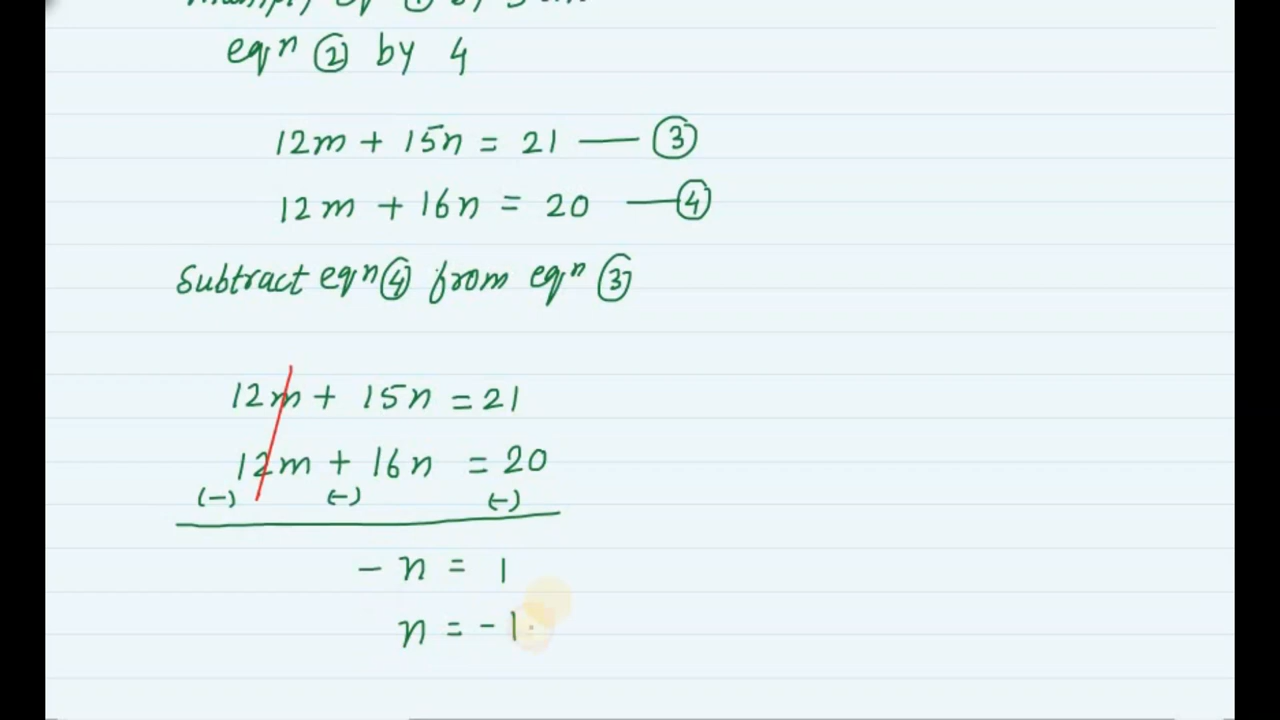 eqn ② by 4
12m + 15n = 21 — ③
12m + 16n = 20 — ④
Subtract eqn ④ from eqn ③
12m + 15n = 21
12m + 16n = 20
(-) (-) (-)
- n = 1
n = - 1